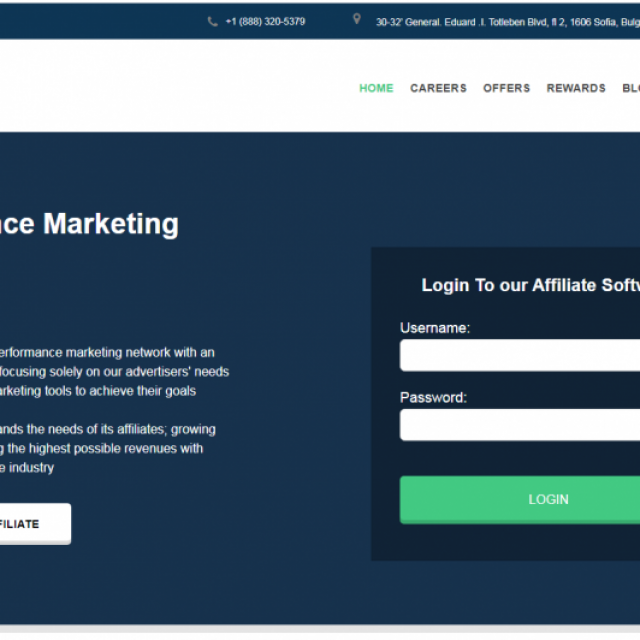 +1 (888) 320-5379
30-32' General. Eduard .I. Totleben Blvd, fl 2, 1606 Sofia, Bulg
HOME CAREERS OFFERS REWARDS BLO
nce Marketing
erformance marketing network with an
focusing solely on our advertisers' needs
arketing tools to achieve their goals
ands the needs of its affiliates; growing
g the highest possible revenues with
e industry
FILIATE
Login To our Affiliate Softw
Username:
Password:
LOGIN